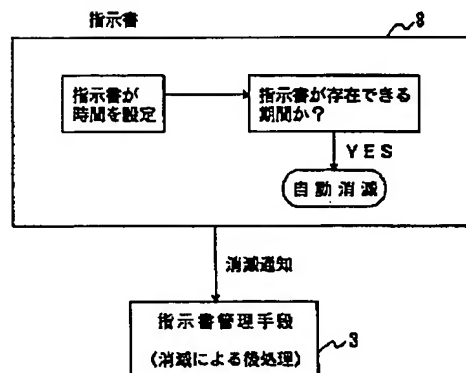 指示書
8
指示書が
時間を設定
指示書が存在できる
期間か？
YES
自動消滅
消滅通知
指示書管理手段
(消滅による後処理)
3